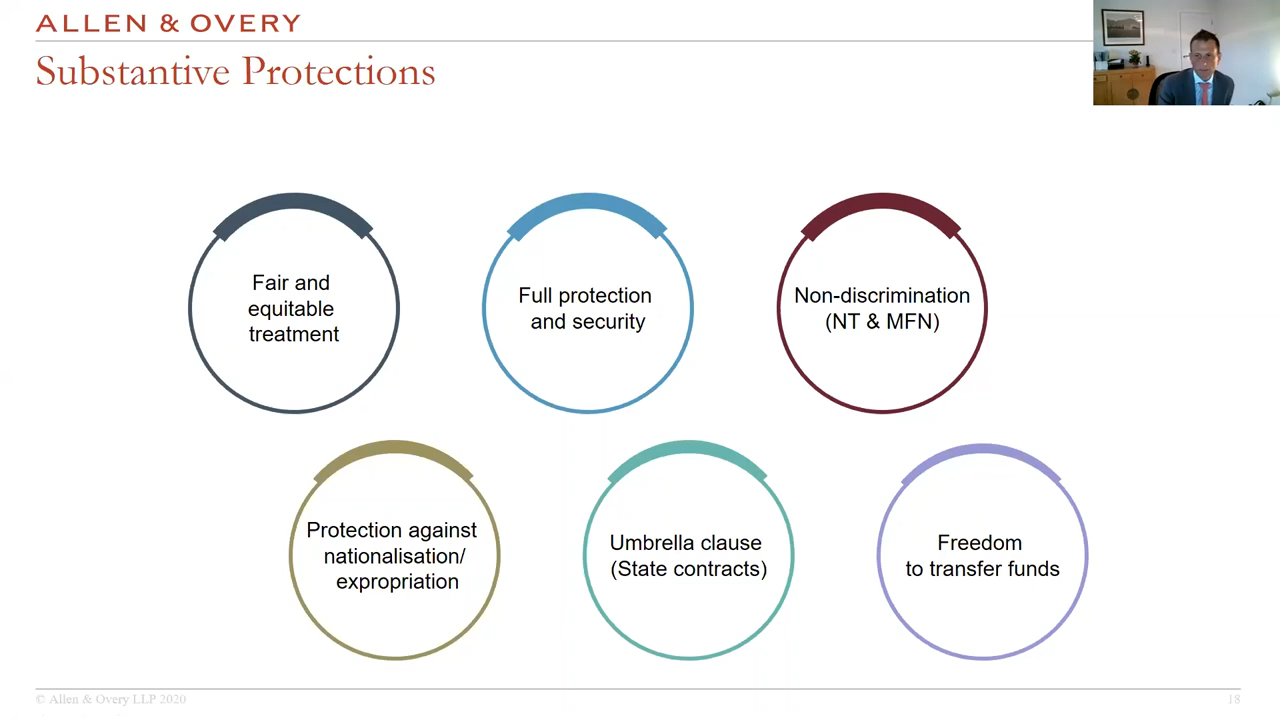 ALLEN & OVERY
Substantive Protections
Fair and
equitable
treatment
Full protection
and security
Non-discrimination
(NT & MFN)
Protection against
nationalisation/
expropriation
Umbrella clause
(State contracts)
Freedom
to transfer funds
© Allen & Overy LLP 2020
18